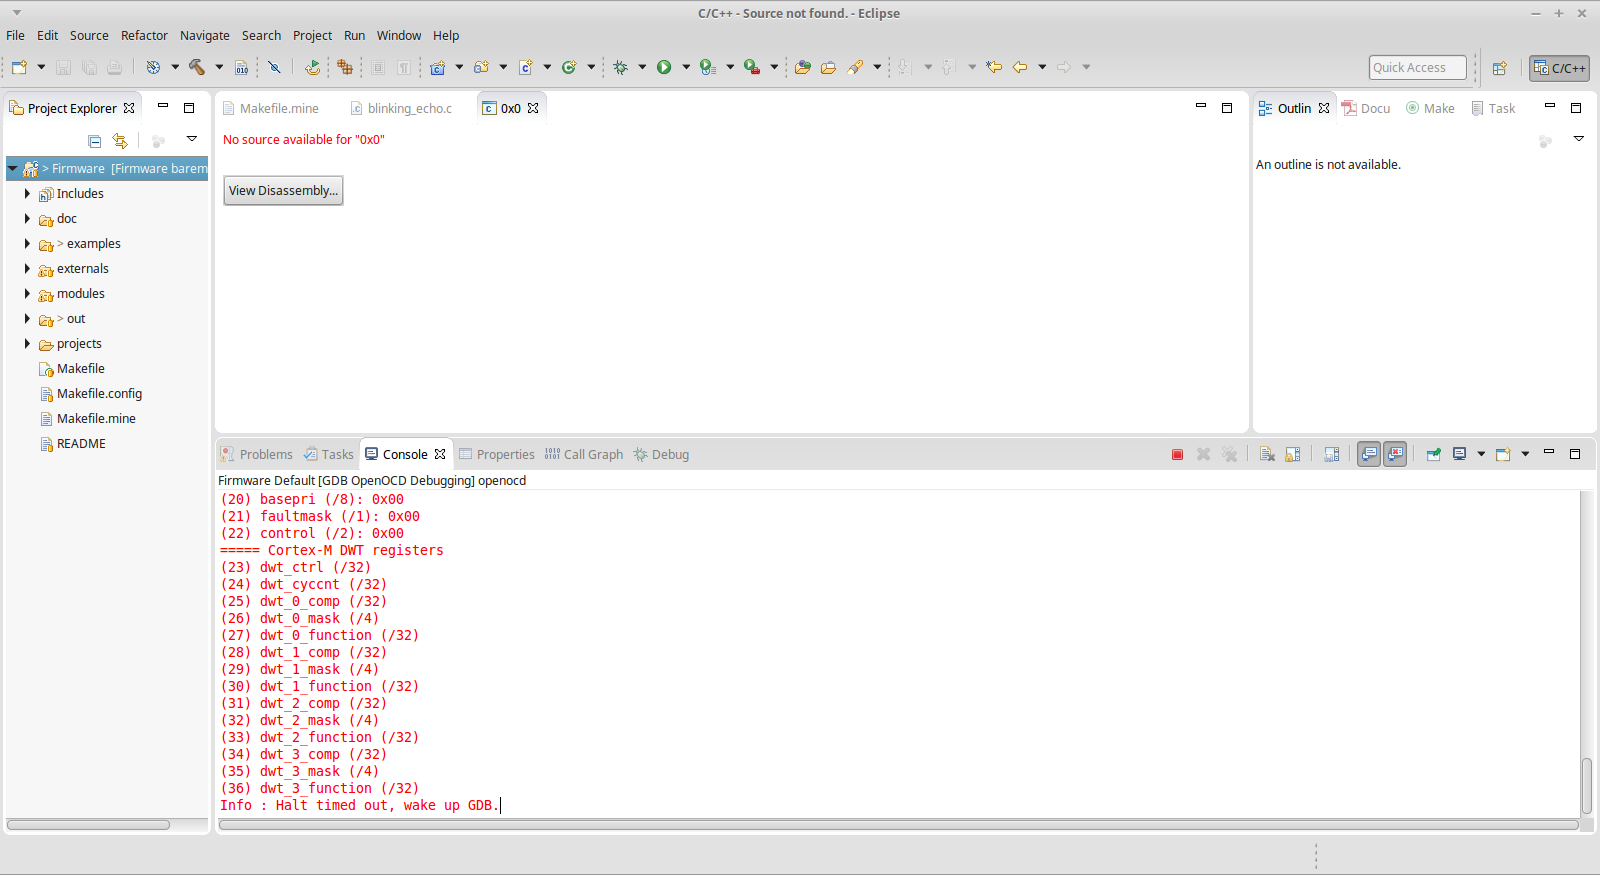 C/C++ - Source not found. - Eclipse
File Edit Source Refactor Navigate Search Project Run Window Help
010
Quick Access
C/C++
Project Explorer
> Firmware [Firmware barem
Includes
doc
> examples
externals
modules
> out
projects
Makefile
Makefile.config
Makefile.mine
README
Makefile.mine blinking_echo.c 0x0
No source available for "0x0"
View Disassembly...
Outlin Docu Make Task
An outline is not available.
Problems Tasks Console Properties Call Graph Debug
Firmware Default [GDB OpenOCD Debugging] openocd
(20) basepri (/8): 0x00
(21) faultmask (/1): 0x00
(22) control (/2): 0x00
===== Cortex-M DWT registers
(23) dwt_ctrl (/32)
(24) dwt_cyccnt (/32)
(25) dwt_0_comp (/32)
(26) dwt_0_mask (/4)
(27) dwt_0_function (/32)
(28) dwt_1_comp (/32)
(29) dwt_1_mask (/4)
(30) dwt_1_function (/32)
(31) dwt_2_comp (/32)
(32) dwt_2_mask (/4)
(33) dwt_2_function (/32)
(34) dwt_3_comp (/32)
(35) dwt_3_mask (/4)
(36) dwt_3_function (/32)
Info : Halt timed out, wake up GDB.